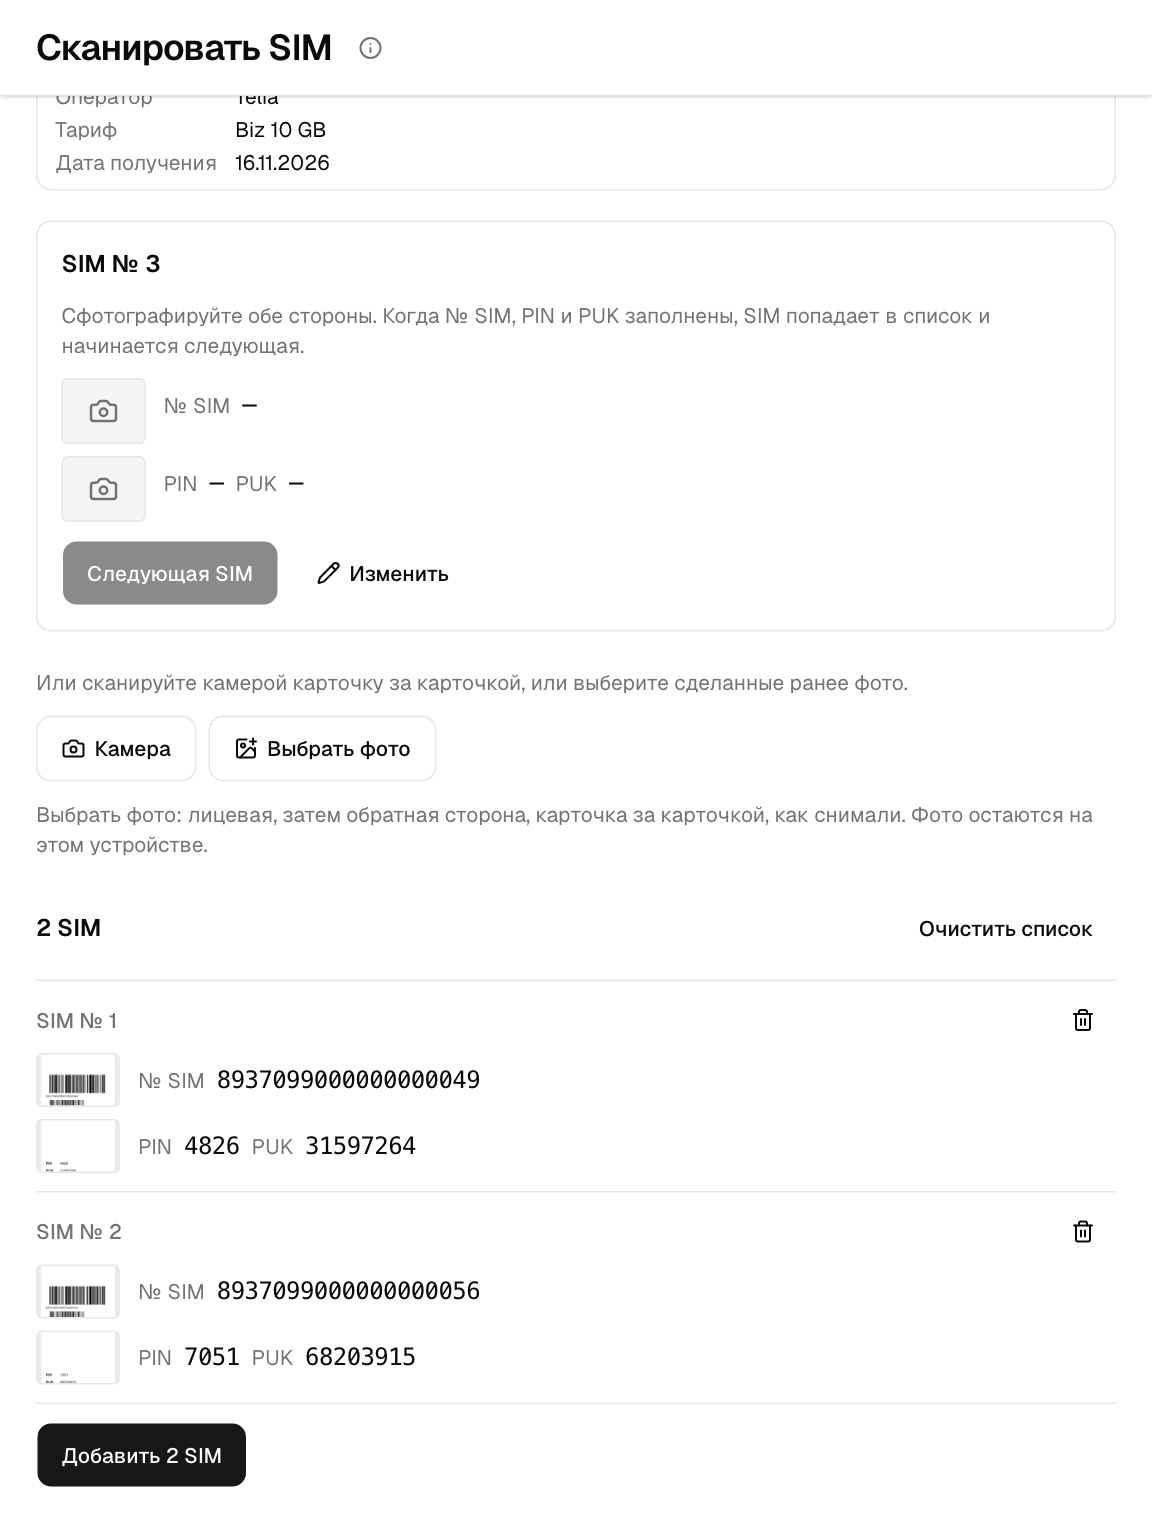 Сканировать SIM
Оператор Telia
Тариф Biz 10 GB
Дата получения 16.11.2026
SIM № 3
Сфотографируйте обе стороны. Когда № SIM, PIN и PUK заполнены, SIM попадает в список и
начинается следующая.
№ SIM –
PIN – PUK –
Следующая SIM Изменить
Или сканируйте камерой карточку за карточкой, или выберите сделанные ранее фото.
Камера Выбрать фото
Выбрать фото: лицевая, затем обратная сторона, карточка за карточкой, как снимали. Фото остаются на
этом устройстве.
2 SIM Очистить список
SIM № 1
№ SIM 8937099000000000049
PIN 4826 PUK 31597264
SIM № 2
№ SIM 8937099000000000056
PIN 7051 PUK 68203915
Добавить 2 SIM